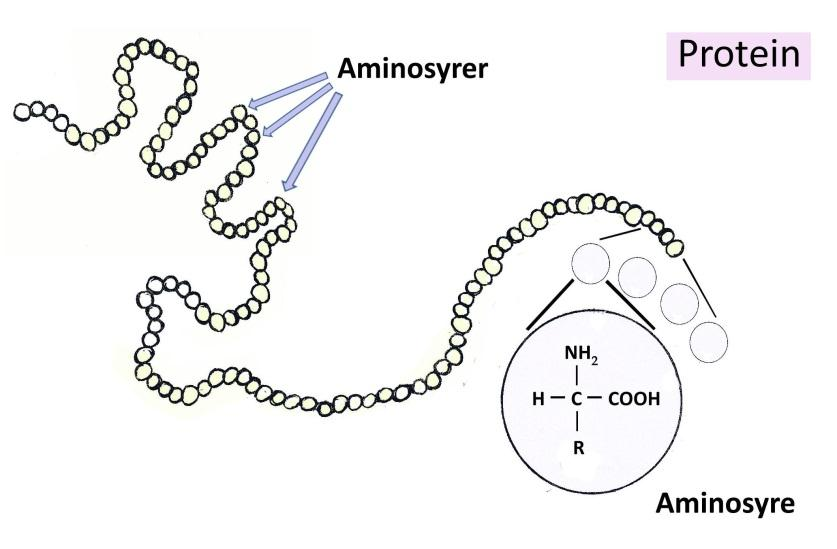 Aminosyrer
Protein
NH₂
H – C – COOH
R
Aminosyre